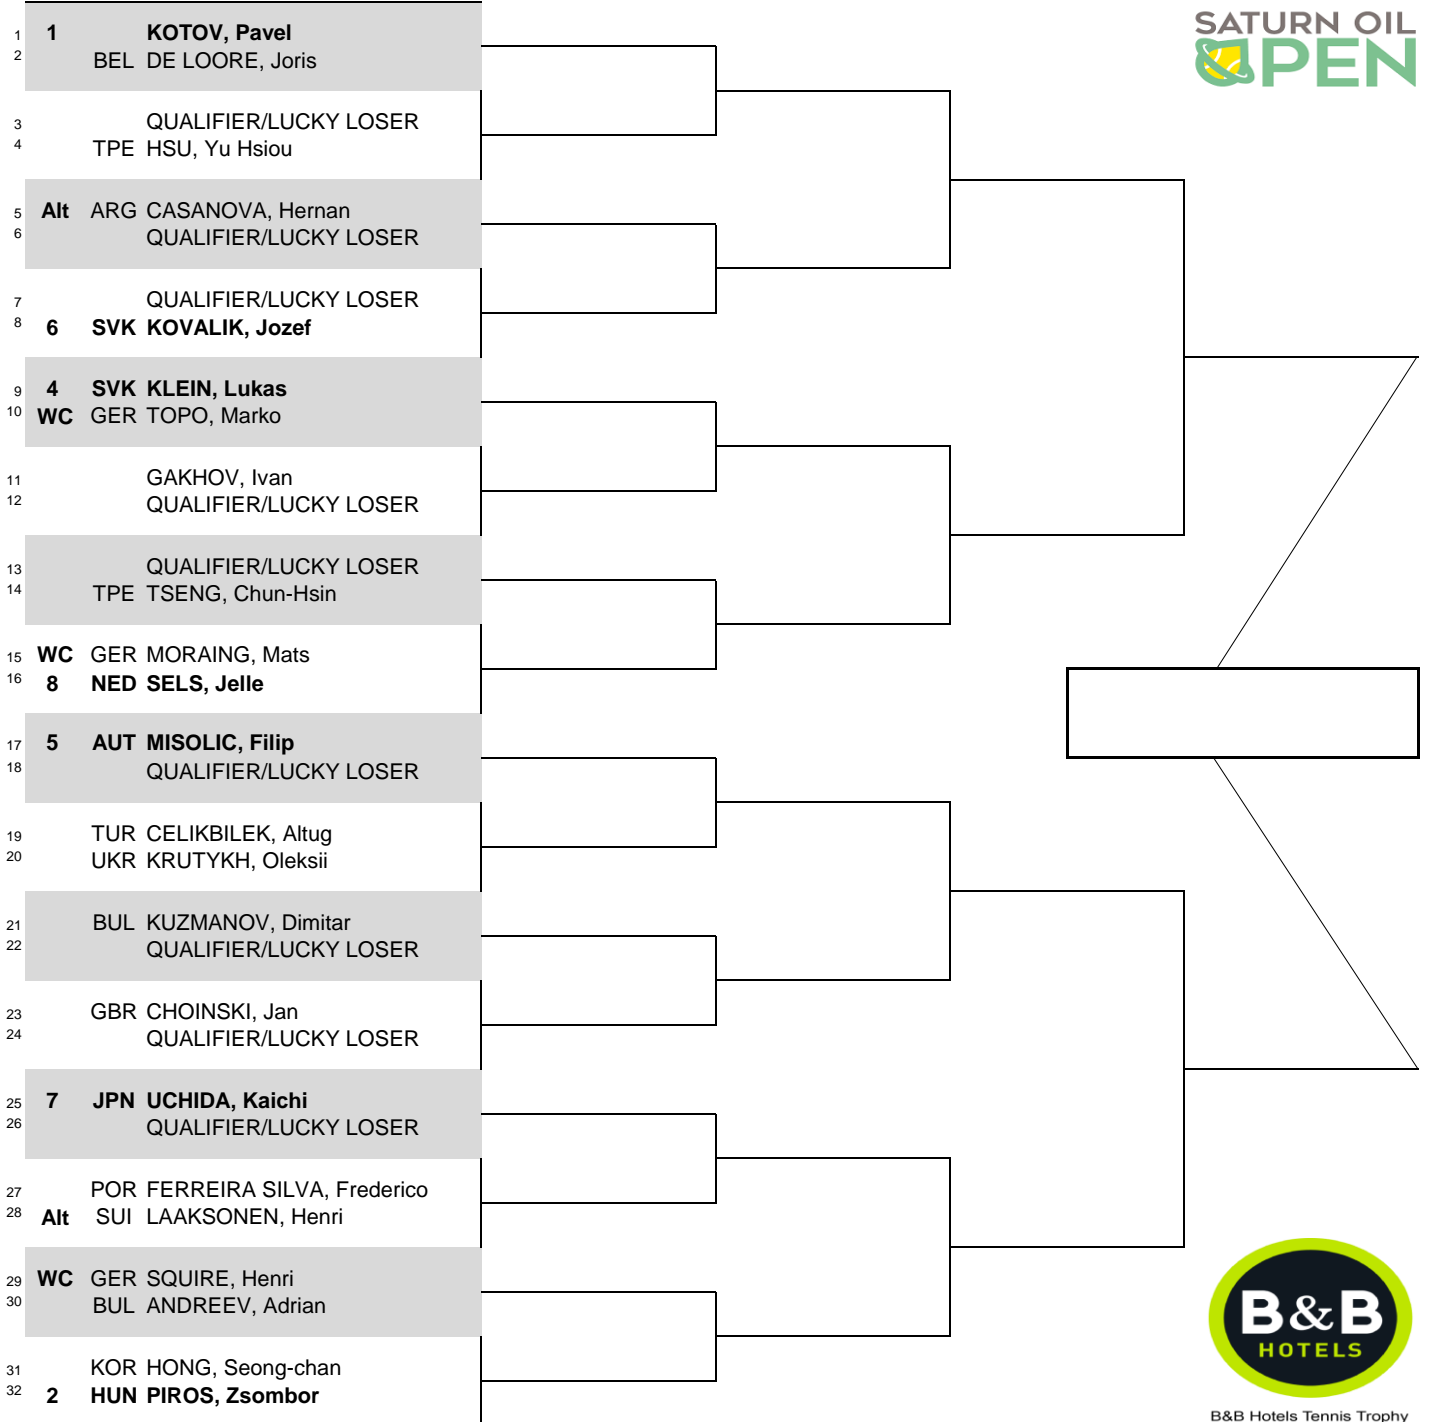 SATURN OIL
OPEN
1 1 KOTOV, Pavel
2 BEL DE LOORE, Joris
3 QUALIFIER/LUCKY LOSER
4 TPE HSU, Yu Hsiou
5 Alt ARG CASANOVA, Hernan
6 QUALIFIER/LUCKY LOSER
7 QUALIFIER/LUCKY LOSER
8 6 SVK KOVALIK, Jozef
9 4 SVK KLEIN, Lukas
10 WC GER TOPO, Marko
11 GAKHOV, Ivan
12 QUALIFIER/LUCKY LOSER
13 QUALIFIER/LUCKY LOSER
14 TPE TSENG, Chun-Hsin
15 WC GER MORAING, Mats
16 8 NED SELS, Jelle
17 5 AUT MISOLIC, Filip
18 QUALIFIER/LUCKY LOSER
19 TUR CELIKBILEK, Altug
20 UKR KRUTYKH, Oleksii
21 BUL KUZMANOV, Dimitar
22 QUALIFIER/LUCKY LOSER
23 GBR CHOINSKI, Jan
24 QUALIFIER/LUCKY LOSER
25 7 JPN UCHIDA, Kaichi
26 QUALIFIER/LUCKY LOSER
27 POR FERREIRA SILVA, Frederico
28 Alt SUI LAAKSONEN, Henri
29 WC GER SQUIRE, Henri
30 BUL ANDREEV, Adrian
31 KOR HONG, Seong-chan
32 2 HUN PIROS, Zsombor
B&B
HOTELS
B&B Hotels Tennis Trophy